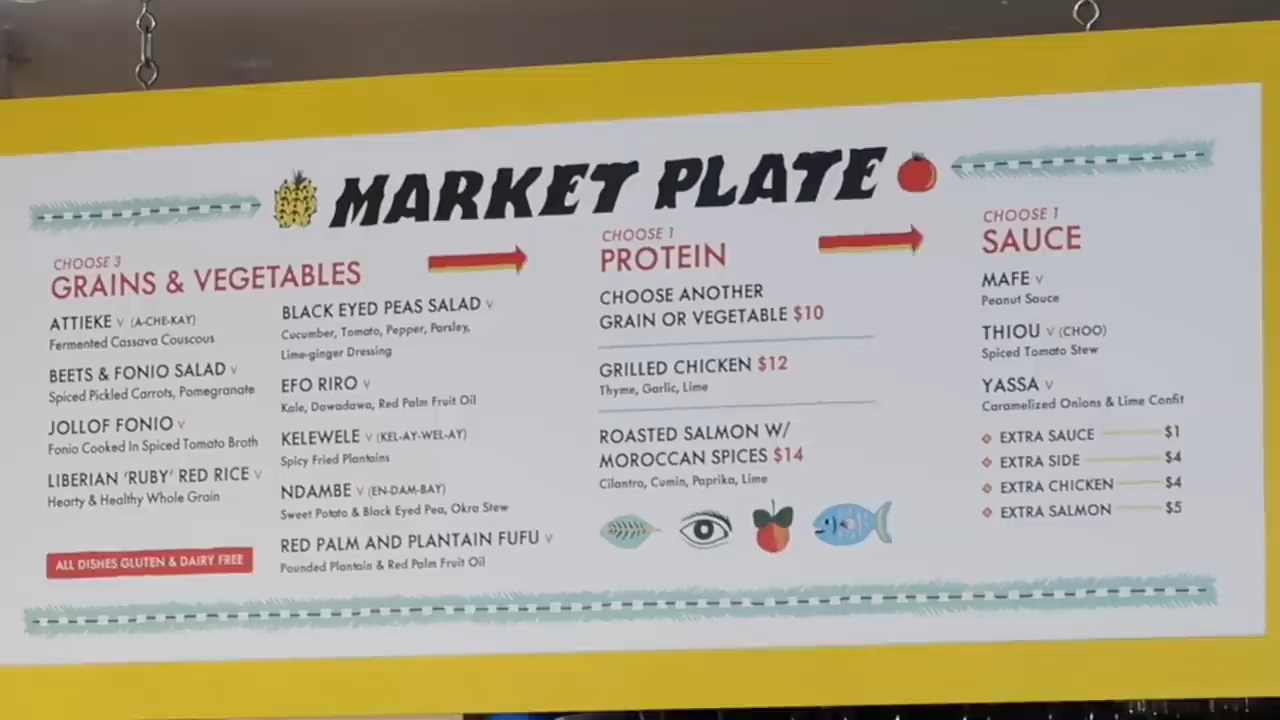 MARKET PLATE
CHOOSE 3
GRAINS & VEGETABLES
ATTIEKE V (A-CHE-KAY)
Fermented Cassava Couscous
BEETS & FONIO SALAD V
Spiced Pickled Carrots, Pomegranate
JOLLOF FONIO V
Fonio Cooked In Spiced Tomato Broth
LIBERIAN ‘RUBY’ RED RICE V
Hearty & Healthy Whole Grain
ALL DISHES GLUTEN & DAIRY FREE
BLACK EYED PEAS SALAD V
Cucumber, Tomato, Pepper, Parsley,
Lime-ginger Dressing
EFO RIRO V
Kale, Dawadawa, Red Palm Fruit Oil
KELEWELE V (KEL-AY-WEL-AY)
Spicy Fried Plantains
NDAMBE V (EN-DAM-BAY)
Sweet Potato & Black Eyed Pea, Okra Stew
RED PALM AND PLANTAIN FUFU V
Pounded Plantain & Red Palm Fruit Oil
CHOOSE 1
PROTEIN
CHOOSE ANOTHER
GRAIN OR VEGETABLE $10
GRILLED CHICKEN $12
Thyme, Garlic, Lime
ROASTED SALMON W/
MOROCCAN SPICES $14
Cilantro, Cumin, Paprika, Lime
CHOOSE 1
SAUCE
MAFE V
Peanut Sauce
THIOU V (CHOO)
Spiced Tomato Stew
YASSA V
Caramelized Onions & Lime Confit
EXTRA SAUCE $1
EXTRA SIDE $4
EXTRA CHICKEN $4
EXTRA SALMON $5